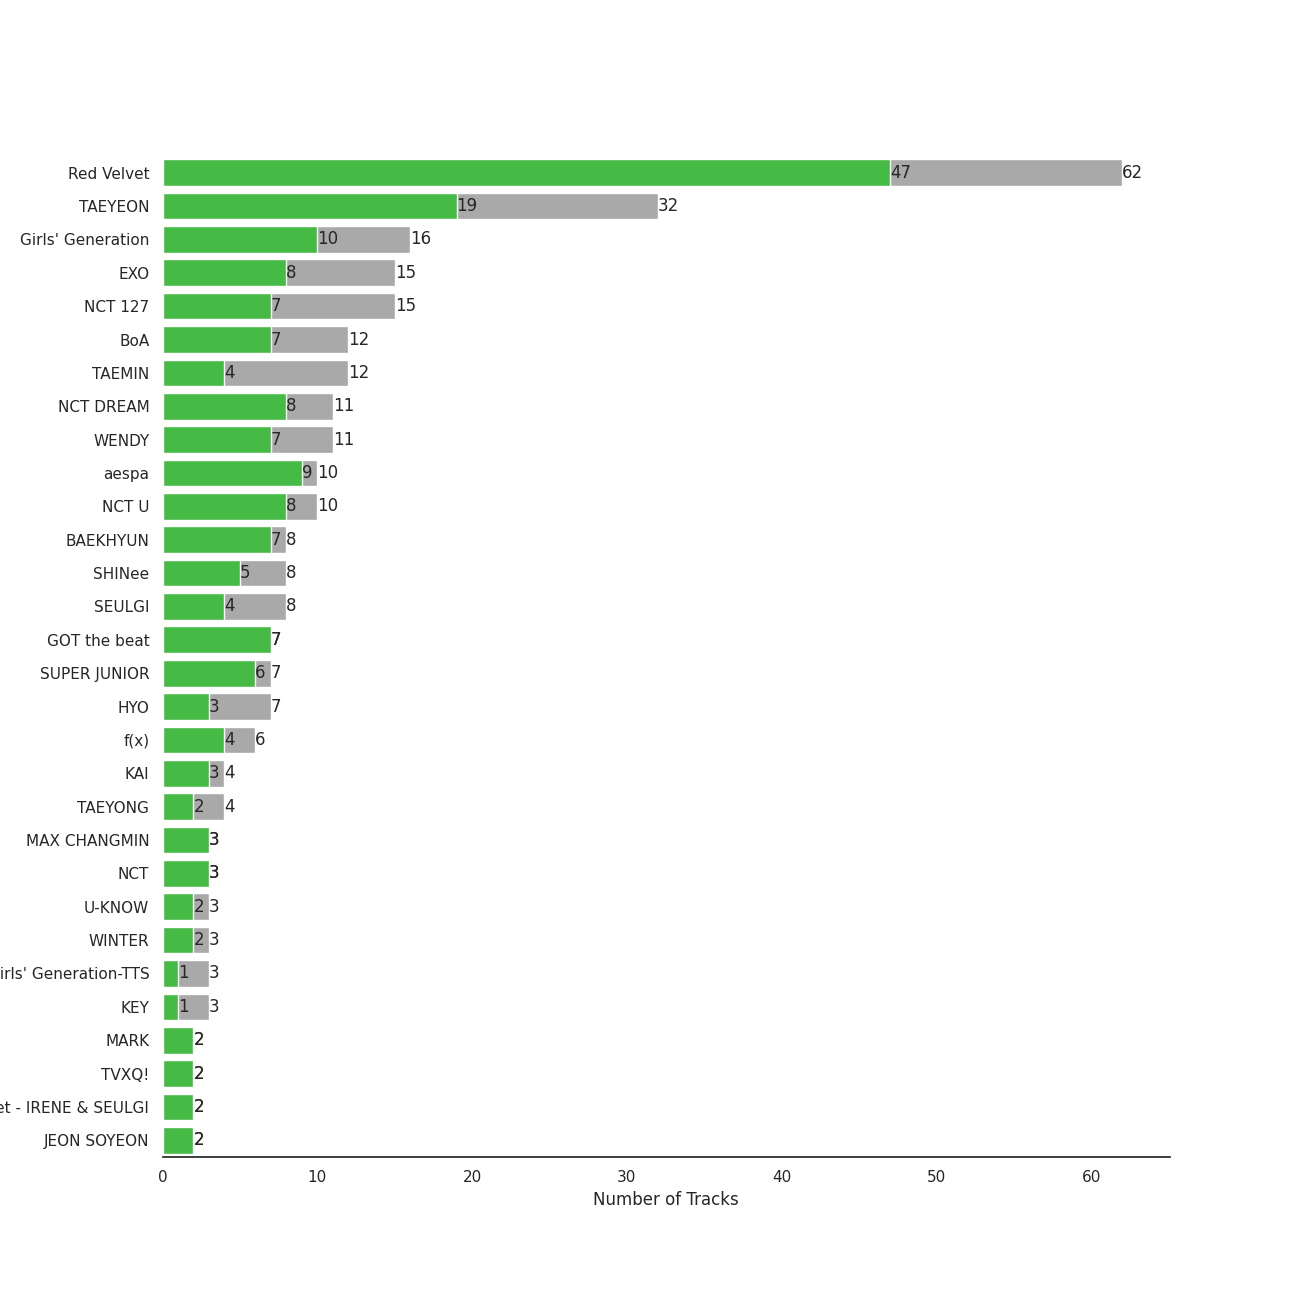 Red Velvet 47 62
TAEYEON 19 32
Girls' Generation 10 16
EXO 8 15
NCT 127 7 15
BoA 7 12
TAEMIN 4 12
NCT DREAM 8 11
WENDY 7 11
aespa 9 10
NCT U 8 10
BAEKHYUN 7 8
SHINee 5 8
SEULGI 4 8
GOT the beat 7
SUPER JUNIOR 6 7
HYO 3 7
f(x) 4 6
KAI 3 4
TAEYONG 2 4
MAX CHANGMIN 3
NCT 3
U-KNOW 2 3
WINTER 2 3
irls' Generation-TTS 1 3
KEY 1 3
MARK 2
TVXQ! 2
et - IRENE & SEULGI 2
JEON SOYEON 2
0 10 20 30 40 50 60
Number of Tracks